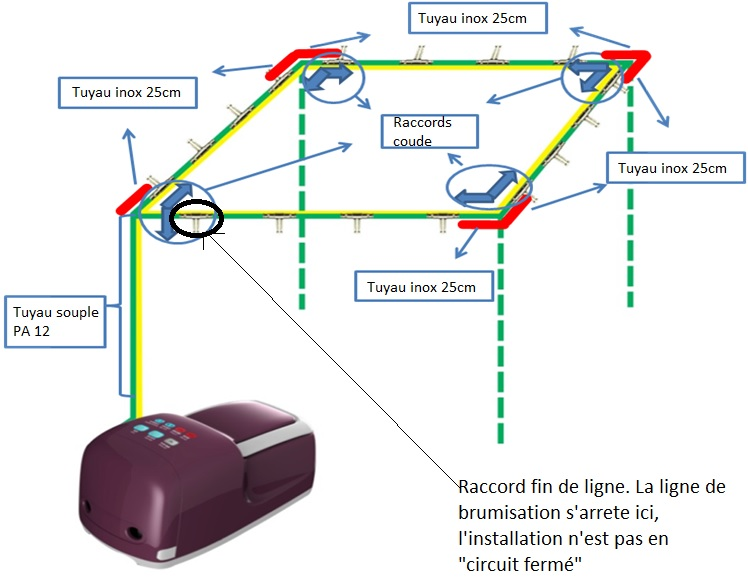 Tuyau inox 25cm
Tuyau inox 25cm
Raccords
coude
Tuyau inox 25cm
Tuyau inox 25cm
Tuyau souple
PA 12
Raccord fin de ligne. La ligne de
brumisation s'arrete ici,
l'installation n'est pas en
"circuit fermé"